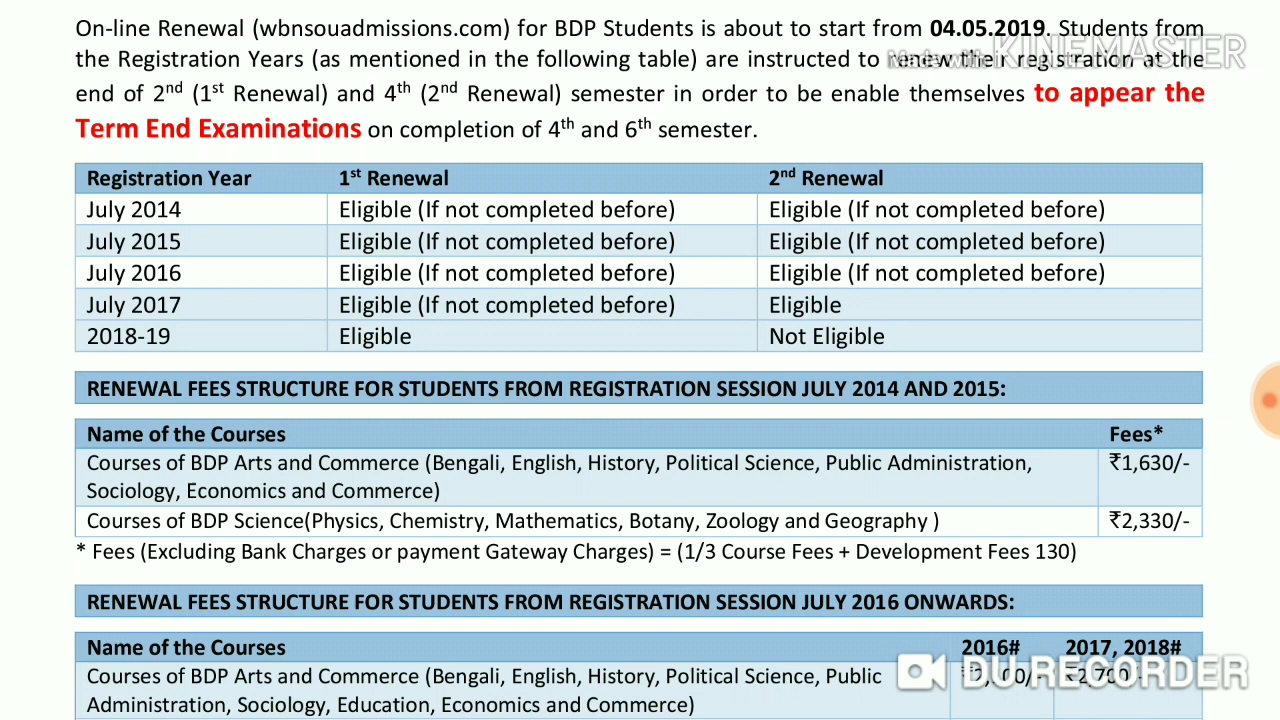 On-line Renewal (wbnsouadmissions.com) for BDP Students is about to start from 04.05.2019. Students from
the Registration Years (as mentioned in the following table) are instructed to renew their registration at the
Made with KINEMASTER
end of 2nd (1st Renewal) and 4th (2nd Renewal) semester in order to be enable themselves to appear the
Term End Examinations on completion of 4th and 6th semester.
Registration Year 1st Renewal 2nd Renewal
July 2014 Eligible (If not completed before) Eligible (If not completed before)
July 2015 Eligible (If not completed before) Eligible (If not completed before)
July 2016 Eligible (If not completed before) Eligible (If not completed before)
July 2017 Eligible (If not completed before) Eligible
2018-19 Eligible Not Eligible
RENEWAL FEES STRUCTURE FOR STUDENTS FROM REGISTRATION SESSION JULY 2014 AND 2015:
Name of the Courses Fees*
Courses of BDP Arts and Commerce (Bengali, English, History, Political Science, Public Administration, ₹1,630/-
Sociology, Economics and Commerce)
Courses of BDP Science(Physics, Chemistry, Mathematics, Botany, Zoology and Geography ) ₹2,330/-
* Fees (Excluding Bank Charges or payment Gateway Charges) = (1/3 Course Fees + Development Fees 130)
RENEWAL FEES STRUCTURE FOR STUDENTS FROM REGISTRATION SESSION JULY 2016 ONWARDS:
Name of the Courses 2016# 2017, 2018#
Courses of BDP Arts and Commerce (Bengali, English, History, Political Science, Public
DU RECORDER
Administration, Sociology, Education, Economics and Commerce)